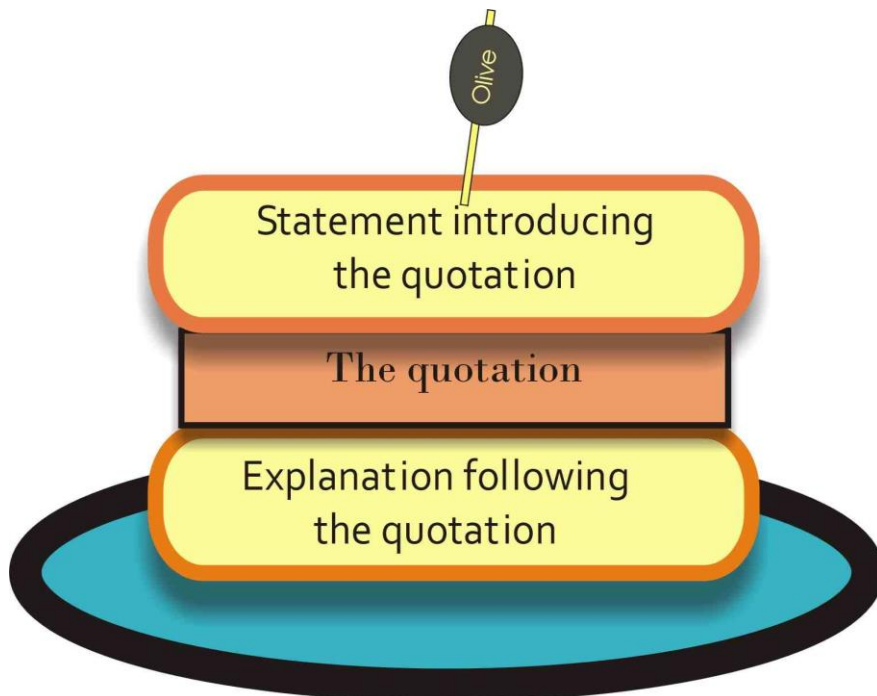 Olive
Statement introducing
the quotation
The quotation
Explanation following
the quotation